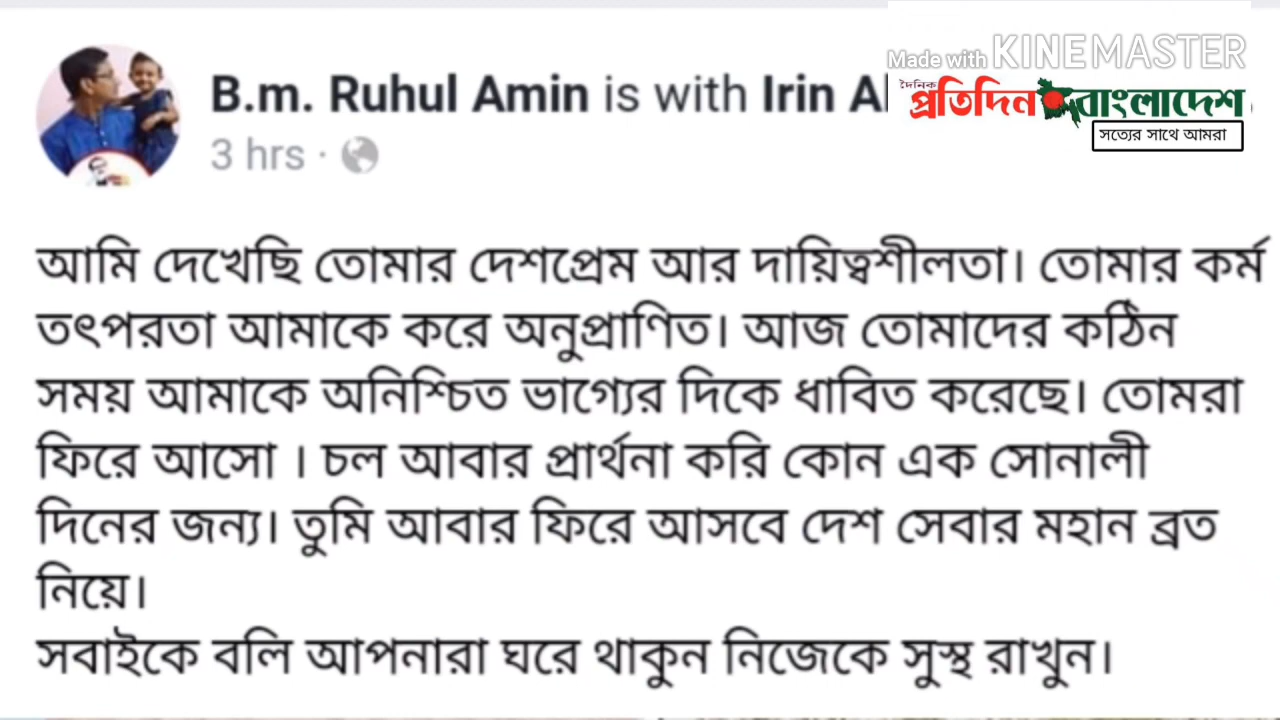 Made with KINEMASTER
B.m. Ruhul Amin is with Irin
দৈনিক
প্রতিদিন বাংলাদেশ
সত্যের সাথে আমরা
3 hrs ·
আমি দেখেছি তোমার দেশপ্রেম আর দায়িত্বশীলতা। তোমার কর্ম
তৎপরতা আমাকে করে অনুপ্রাণিত। আজ তোমাদের কঠিন
সময় আমাকে অনিশ্চিত ভাগ্যের দিকে ধাবিত করেছে। তোমরা
ফিরে আসো । চল আবার প্রার্থনা করি কোন এক সোনালী
দিনের জন্য। তুমি আবার ফিরে আসবে দেশ সেবার মহান ব্রত
নিয়ে।
সবাইকে বলি আপনারা ঘরে থাকুন নিজেকে সুস্থ রাখুন।